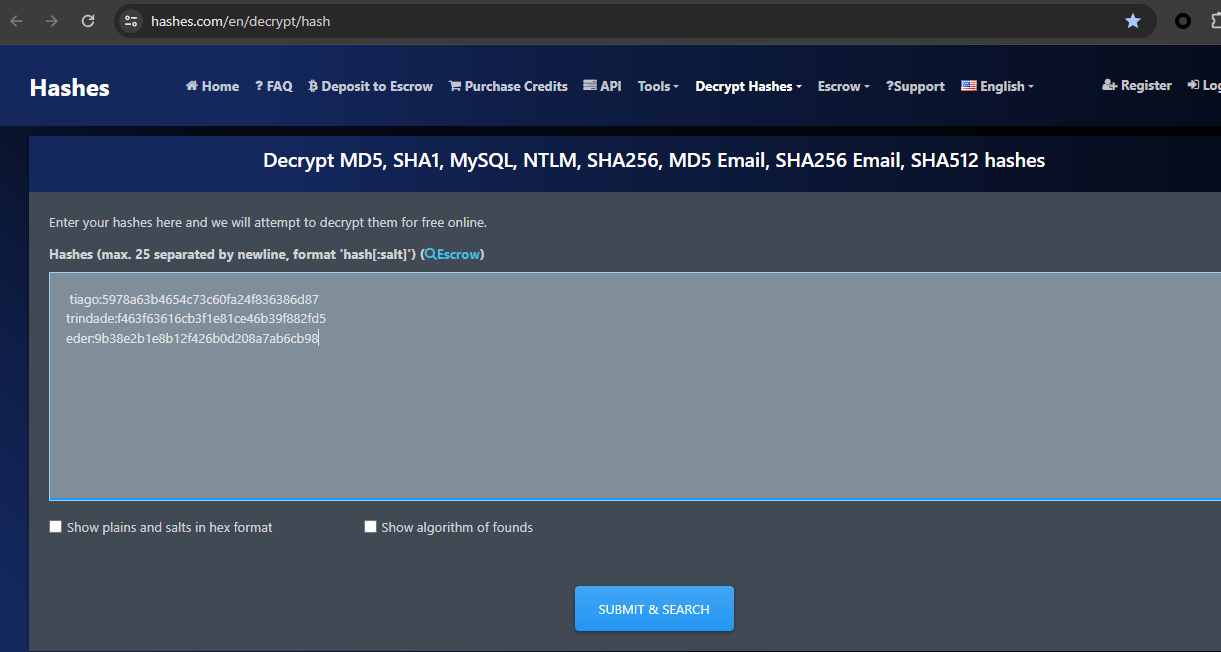 hashes.com/en/decrypt/hash
Hashes
Home ? FAQ Deposit to Escrow Purchase Credits API Tools Decrypt Hashes Escrow ?Support English Register Log
Decrypt MD5, SHA1, MySQL, NTLM, SHA256, MD5 Email, SHA256 Email, SHA512 hashes
Enter your hashes here and we will attempt to decrypt them for free online.
Hashes (max. 25 separated by newline, format 'hash[:salt]') (Escrow)
tiago:5978a63b4654c73c60fa24f836386d87
trindade:f463f63616cb3f1e81ce46b39f882fd5
eder:9b38e2b1e8b12f426b0d208a7ab6cb98
Show plains and salts in hex format Show algorithm of founds
SUBMIT & SEARCH